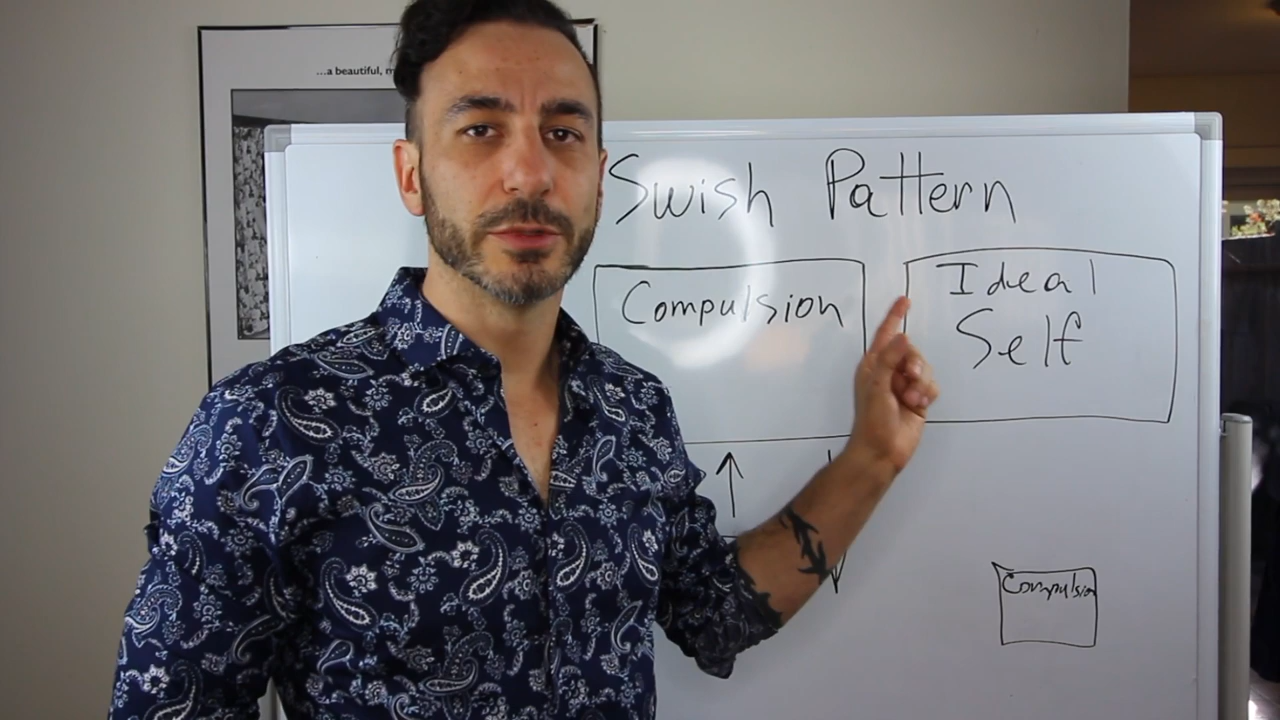 ...a beautiful,
Swish Pattern
Compulsion
Ideal
Self
Compulsion